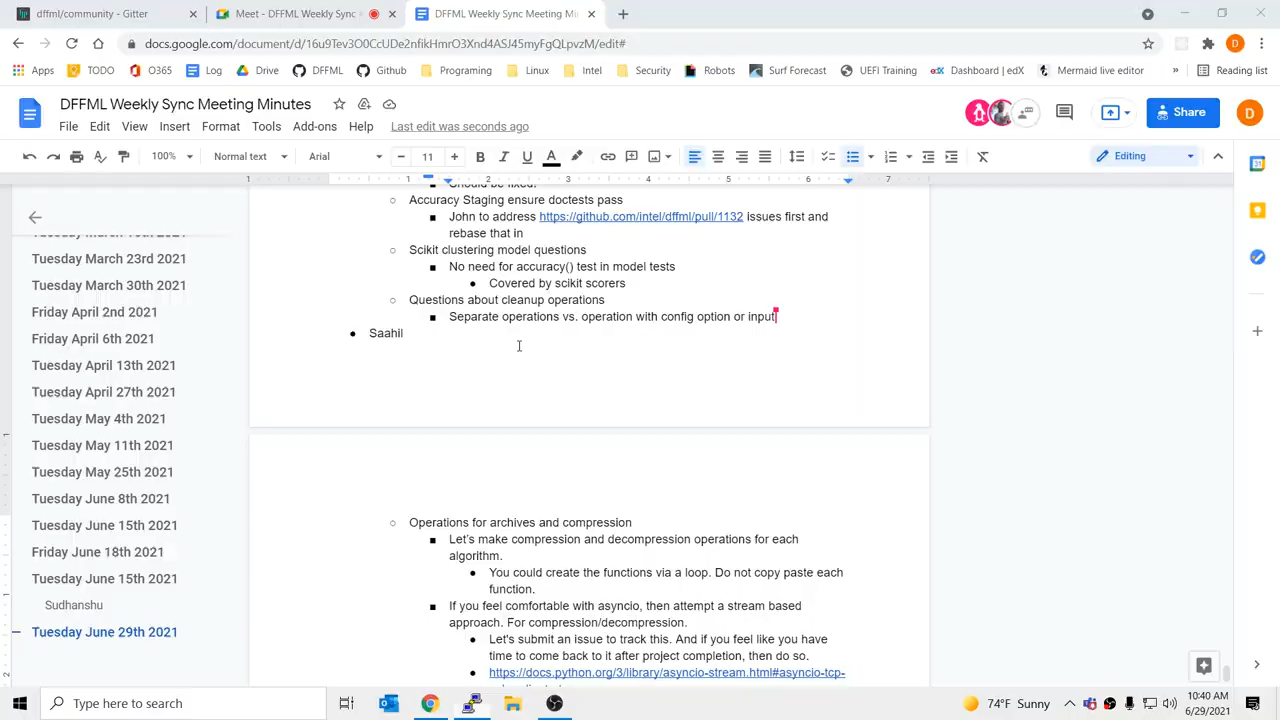 dffml/community - Gitter
Meet - DFFML Weekly Sync
DFFML Weekly Sync Meeting Mi
docs.google.com/document/d/16u9Tev3O0CcUDe2nfikHmrO3Xnd4ASJ45myFgQLpvzM/edit#
Apps TODO O365 Log Drive DFFML Github Programing Linux Intel Security Robots Surf Forecast UEFI Training Dashboard | edX Mermaid live editor » Reading list
DFFML Weekly Sync Meeting Minutes
Share
D
File Edit View Insert Format Tools Add-ons Help Last edit was seconds ago
100% Normal text Arial 11 Editing
1 1 2 3 4 5 6 7
Should be fixed!
Accuracy Staging ensure doctests pass
John to address https://github.com/intel/dffml/pull/1132 issues first and
rebase that in
Scikit clustering model questions
No need for accuracy() test in model tests
Covered by scikit scorers
Questions about cleanup operations
Separate operations vs. operation with config option or input
Saahil
Operations for archives and compression
Let's make compression and decompression operations for each
algorithm.
You could create the functions via a loop. Do not copy paste each
function.
If you feel comfortable with asyncio, then attempt a stream based
approach. For compression/decompression.
Let's submit an issue to track this. And if you feel like you have
time to come back to it after project completion, then do so.
https://docs.python.org/3/library/asyncio-stream.html#asyncio-tcp-
Tuesday March 23rd 2021
Tuesday March 30th 2021
Friday April 2nd 2021
Friday April 6th 2021
Tuesday April 13th 2021
Tuesday April 27th 2021
Tuesday May 4th 2021
Tuesday May 11th 2021
Tuesday May 25th 2021
Tuesday June 8th 2021
Tuesday June 15th 2021
Friday June 18th 2021
Tuesday June 15th 2021
Sudhanshu
Tuesday June 29th 2021
Type here to search
74°F Sunny
10:40 AM
6/29/2021